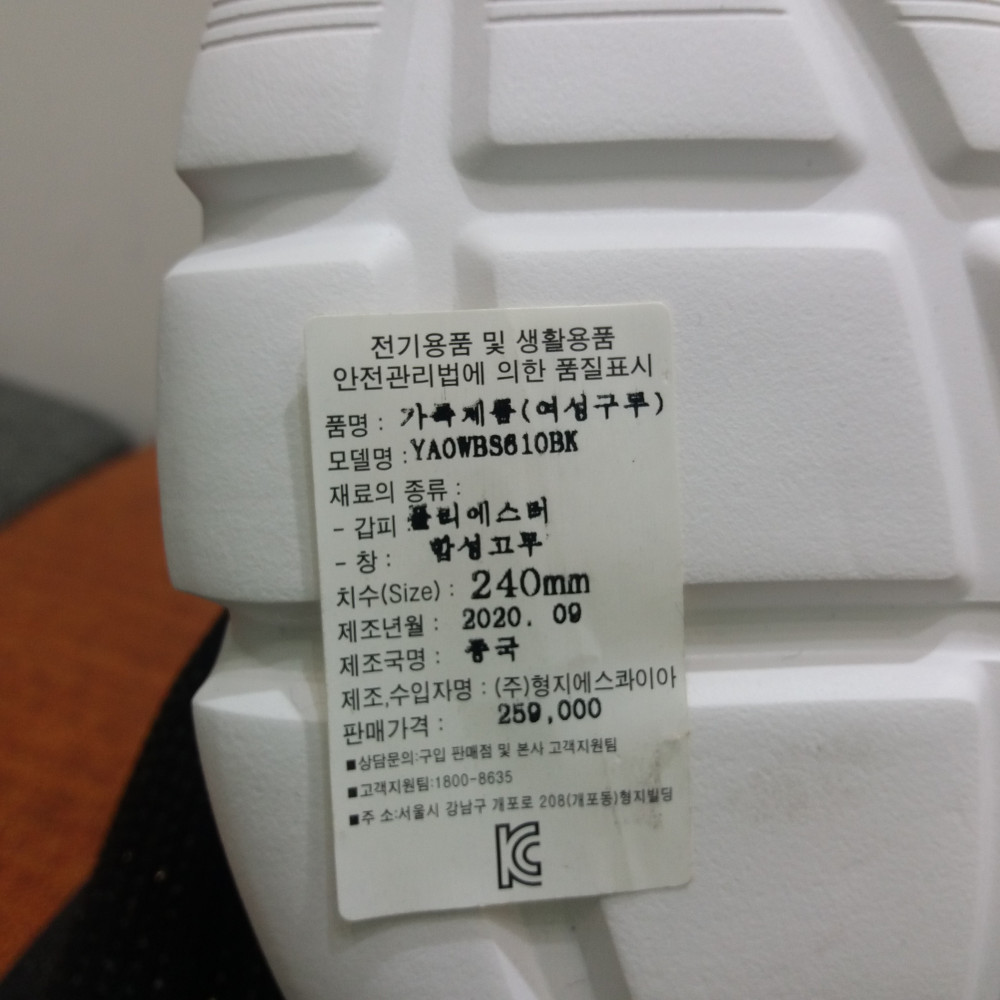 전기용품 및 생활용품
안전관리법에 의한 품질표시
품명 : 가죽제품(여성구두)
모델명 : YA0WBS610BK
재료의 종류 :
- 갑피 : 폴리에스터
- 창 : 합성고무
치수(Size) : 240mm
제조년월 : 2020. 09
제조국명 : 중국
제조,수입자명 : (주)형지에스콰이아
판매가격 : 259,000
■상담문의:구입 판매점 및 본사 고객지원팀
■고객지원팀:1800-8635
■주 소:서울시 강남구 개포로 208(개포동)형지빌딩
KC